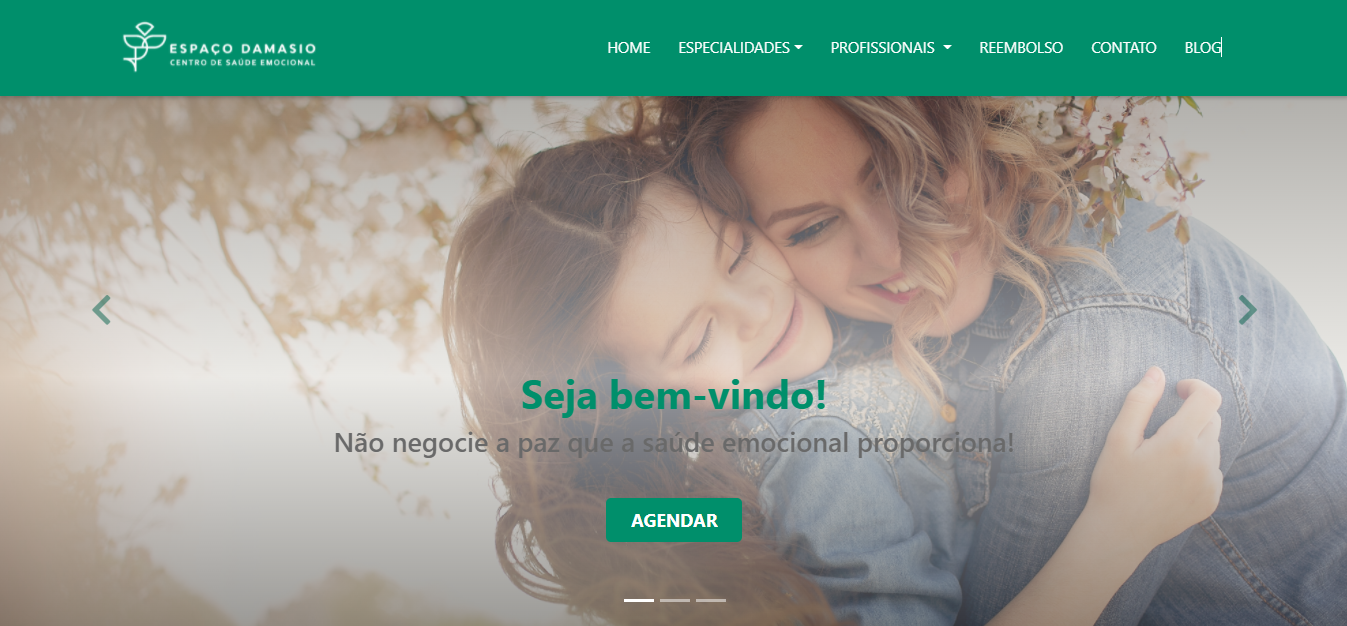 ESPAÇO DAMASIO
CENTRO DE SAÚDE EMOCIONAL
HOME ESPECIALIDADES PROFISSIONAIS REEMBOLSO CONTATO BLOG
Seja bem-vindo!
Não negocie a paz que a saúde emocional proporciona!
AGENDAR